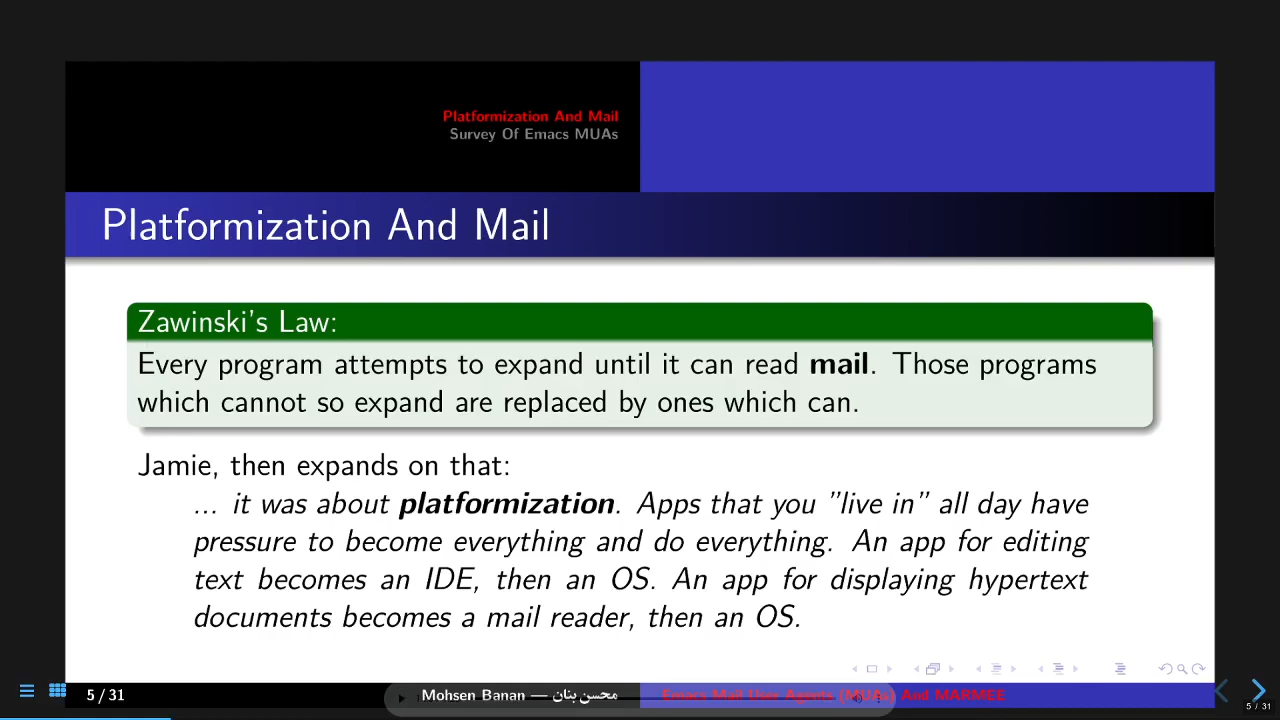 Platformization And Mail
Survey Of Emacs MUAs
Platformization And Mail
Zawinski's Law:
Every program attempts to expand until it can read mail. Those programs
which cannot so expand are replaced by ones which can.
Jamie, then expands on that:
... it was about platformization. Apps that you ”live in” all day have
pressure to become everything and do everything. An app for editing
text becomes an IDE, then an OS. An app for displaying hypertext
documents becomes a mail reader, then an OS.
5 / 31
Mohsen Banan — محسن بنان
Emacs Mail User Agents (MUAs) And MARMEE
5 / 31